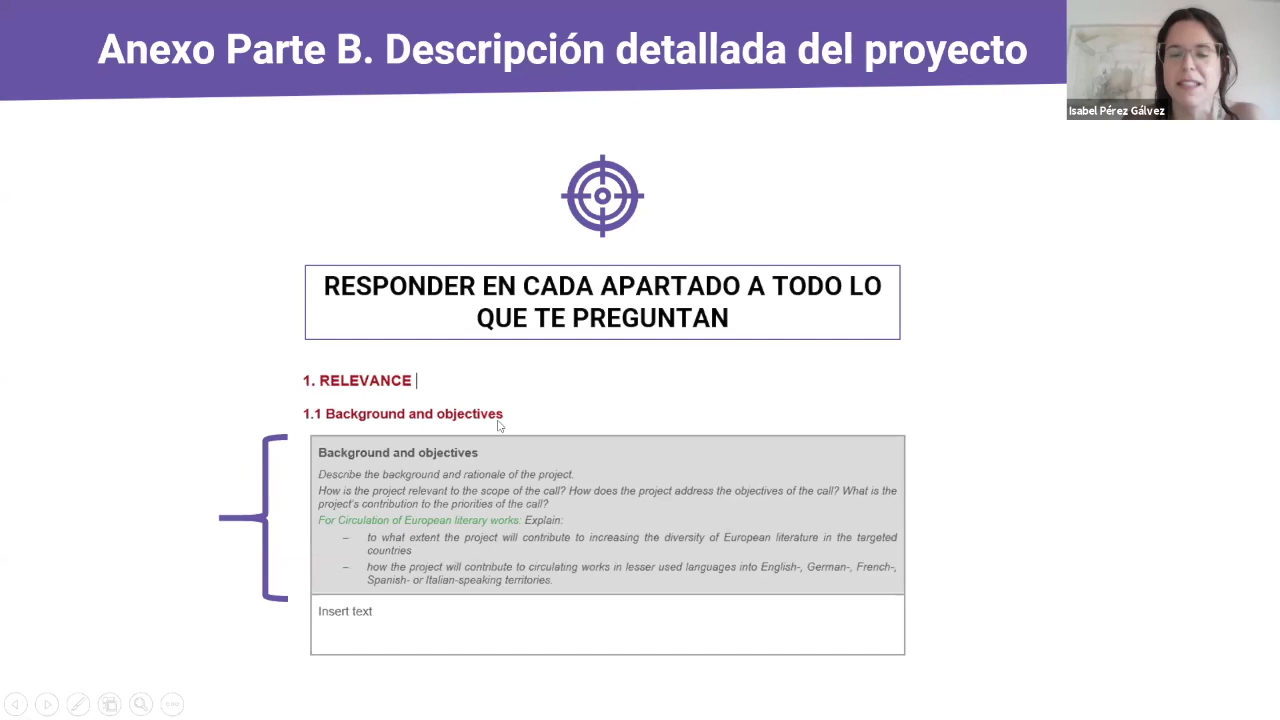 Anexo Parte B. Descripción detallada del proyecto
Isabel Pérez Gálvez
RESPONDER EN CADA APARTADO A TODO LO
QUE TE PREGUNTAN
1. RELEVANCE
1.1 Background and objectives
Background and objectives
Describe the background and rationale of the project.
How is the project relevant to the scope of the call? How does the project address the objectives of the call? What is the
project's contribution to the priorities of the call?
For Circulation of European literary works: Explain:
– to what extent the project will contribute to increasing the diversity of European literature in the targeted
countries
– how the project will contribute to circulating works in lesser used languages into English-, German-, French-,
Spanish- or Italian-speaking territories.
Insert text